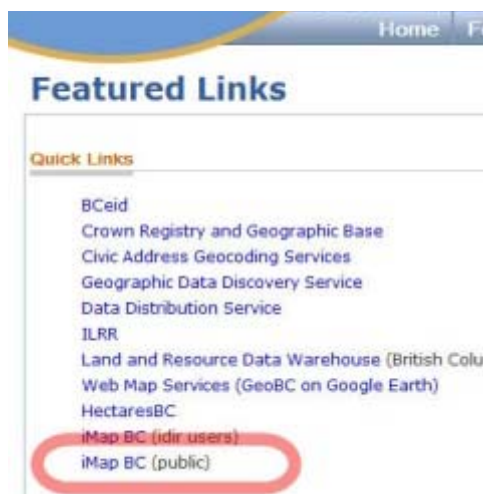 Home F
Featured Links
Quick Links
BCeid
Crown Registry and Geographic Base
Civic Address Geocoding Services
Geographic Data Discovery Service
Data Distribution Service
ILRR
Land and Resource Data Warehouse (British Colu
Web Map Services (GeoBC on Google Earth)
HectaresBC
iMap BC (idir users)
iMap BC (public)